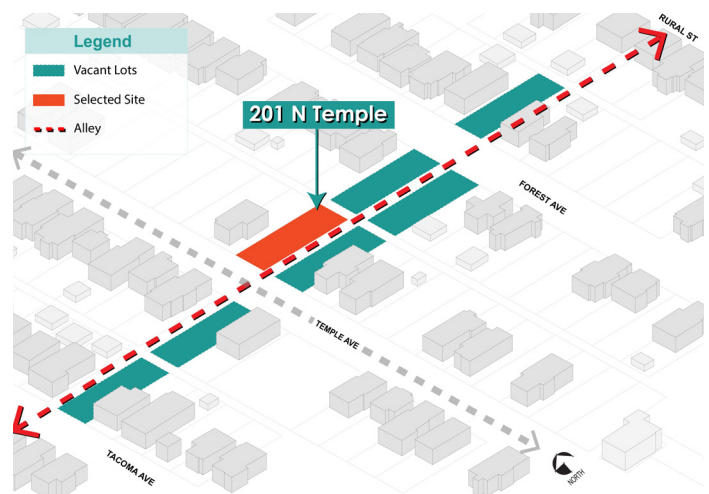 RURAL ST
Legend
Vacant Lots
Selected Site
Alley
201 N Temple
FOREST AVE
TEMPLE AVE
TACOMA AVE
NORTH